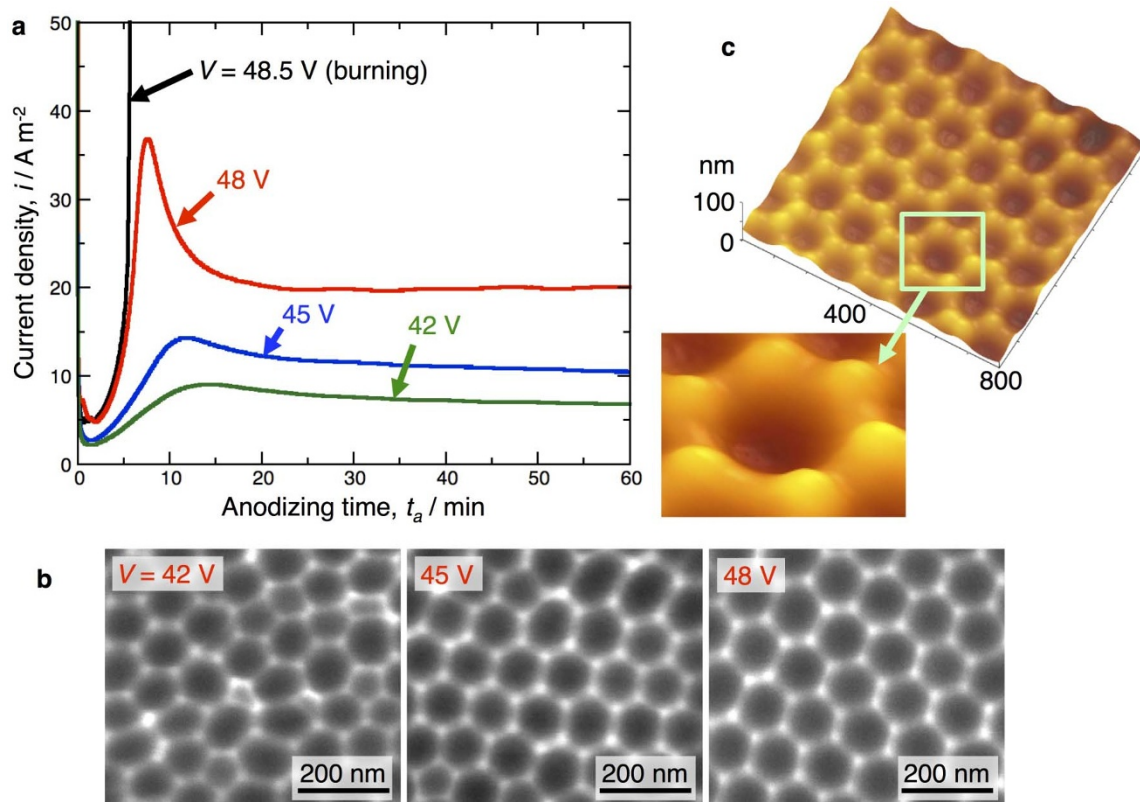 a
50
40
30
20
10
0
Current density, i / A m⁻²
V = 48.5 V (burning)
48 V
45 V
42 V
0 10 20 30 40 50 60
Anodizing time, tₐ / min
c
nm
100
0
400
800
b
V = 42 V
200 nm
45 V
200 nm
48 V
200 nm